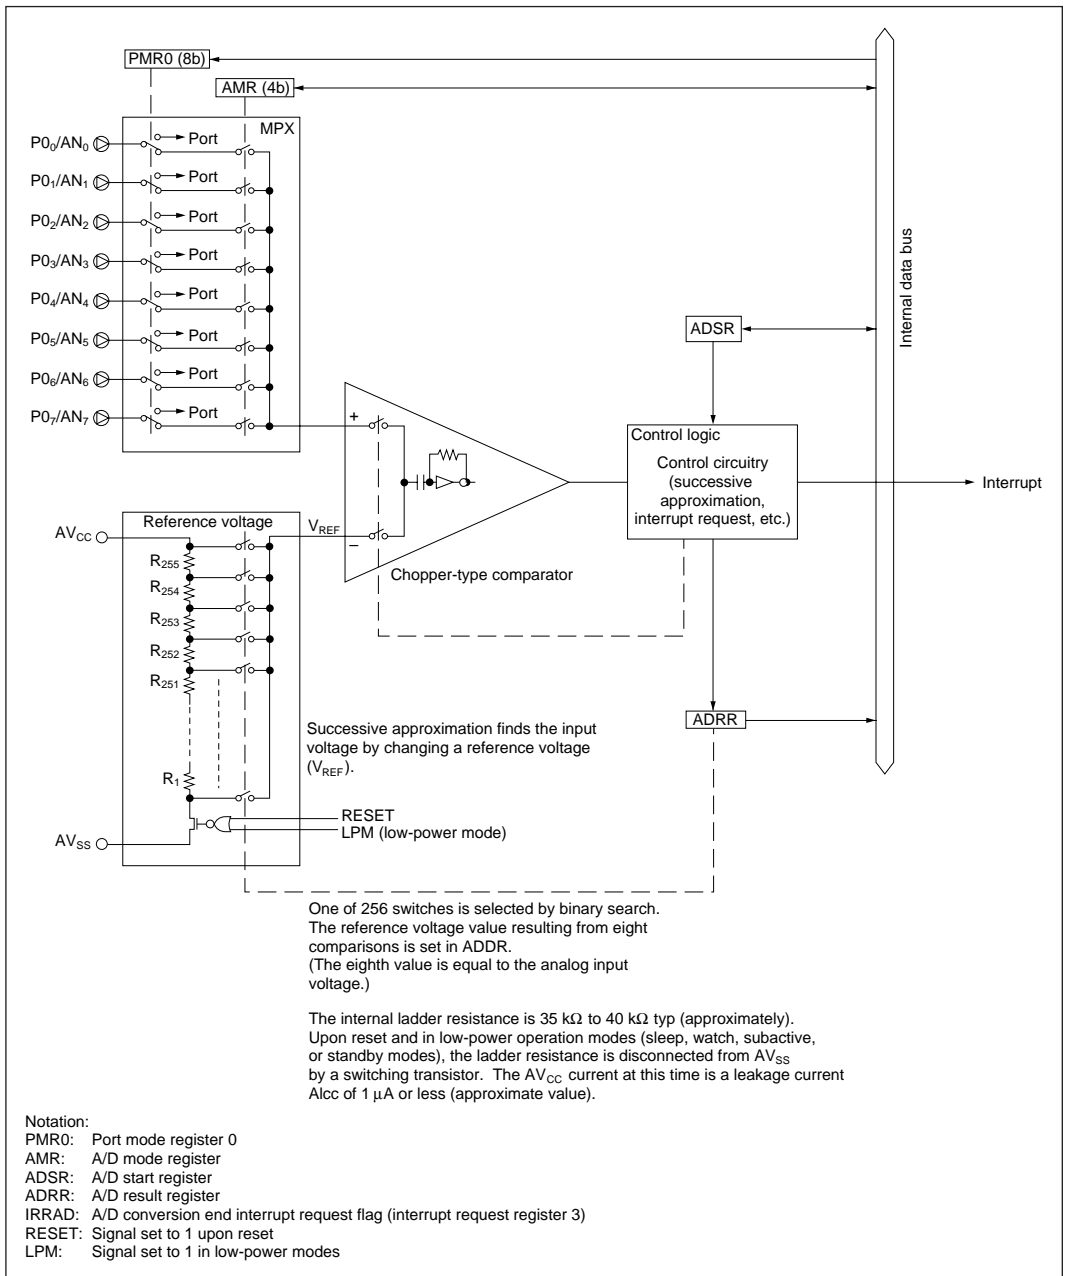 PMR0 (8b)
AMR (4b)
MPX
P0₀/AN₀ Port
P0₁/AN₁ Port
P0₂/AN₂ Port
P0₃/AN₃ Port
P0₄/AN₄ Port
P0₅/AN₅ Port
P0₆/AN₆ Port
P0₇/AN₇ Port
Internal data bus
ADSR
+
–
V_REF
Chopper-type comparator
Control logic
Control circuitry
(successive
approximation,
interrupt request, etc.)
Interrupt
Reference voltage
AV_CC
R₂₅₅
R₂₅₄
R₂₅₃
R₂₅₂
R₂₅₁
R₁
AV_SS
RESET
LPM (low-power mode)
ADRR
Successive approximation finds the input
voltage by changing a reference voltage
(V_REF).
One of 256 switches is selected by binary search.
The reference voltage value resulting from eight
comparisons is set in ADDR.
(The eighth value is equal to the analog input
voltage.)
The internal ladder resistance is 35 kΩ to 40 kΩ typ (approximately).
Upon reset and in low-power operation modes (sleep, watch, subactive,
or standby modes), the ladder resistance is disconnected from AV_SS
by a switching transistor. The AV_CC current at this time is a leakage current
AIcc of 1 μA or less (approximate value).
Notation:
PMR0: Port mode register 0
AMR: A/D mode register
ADSR: A/D start register
ADRR: A/D result register
IRRAD: A/D conversion end interrupt request flag (interrupt request register 3)
RESET: Signal set to 1 upon reset
LPM: Signal set to 1 in low-power modes